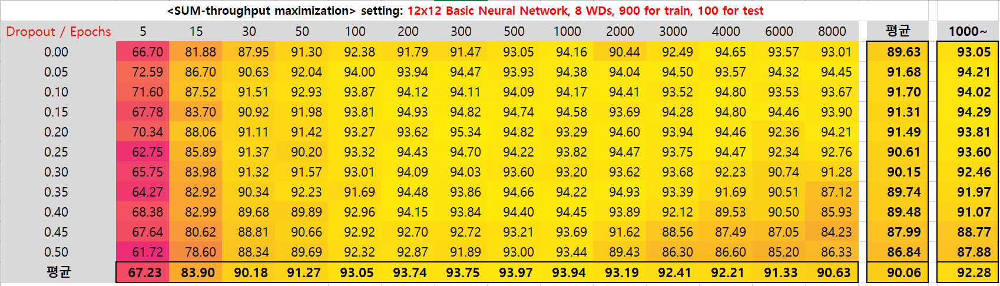 <SUM-throughput maximization> setting: 12x12 Basic Neural Network, 8 WDs, 900 for train, 100 for test
Dropout / Epochs 5 15 30 50 100 200 300 500 1000 2000 3000 4000 6000 8000 평균 1000~
0.00 66.70 81.88 87.95 91.30 92.38 91.79 91.47 93.05 94.16 90.44 92.49 94.65 93.57 93.01 89.63 93.05
0.05 72.59 86.70 90.63 92.04 94.00 93.94 94.47 93.93 94.38 94.04 94.50 93.57 94.32 94.45 91.68 94.21
0.10 71.60 87.52 91.51 92.93 93.87 94.12 94.11 94.09 94.17 94.41 93.52 94.80 93.53 93.67 91.70 94.02
0.15 67.78 83.70 90.92 91.98 93.81 94.93 94.82 94.74 94.58 93.69 94.28 94.80 94.46 93.90 91.31 94.29
0.20 70.34 88.06 91.11 91.42 93.27 93.62 95.34 94.82 93.29 94.60 93.94 94.46 92.36 94.21 91.49 93.81
0.25 62.75 85.89 91.37 90.20 93.32 94.43 94.70 94.22 93.82 94.47 93.75 94.47 92.34 92.76 90.61 93.60
0.30 65.75 83.98 91.32 91.57 93.01 94.09 94.03 93.60 93.20 93.62 93.68 92.23 90.74 91.28 90.15 92.46
0.35 64.27 82.92 90.34 92.23 91.69 94.48 93.86 94.66 94.22 94.93 93.39 91.69 90.51 87.12 89.74 91.97
0.40 68.38 82.99 89.68 89.89 92.96 94.15 93.84 94.40 94.45 93.89 92.12 89.53 90.50 85.93 89.48 91.07
0.45 67.64 80.62 88.81 90.66 92.92 92.70 92.72 93.21 93.69 91.62 88.56 87.49 87.05 84.23 87.99 88.77
0.50 61.72 78.60 88.34 89.69 92.32 92.87 91.89 93.00 93.44 89.43 86.30 86.60 85.20 86.33 86.84 87.88
평균 67.23 83.90 90.18 91.27 93.05 93.74 93.75 93.97 93.94 93.19 92.41 92.21 91.33 90.63 90.06 92.28